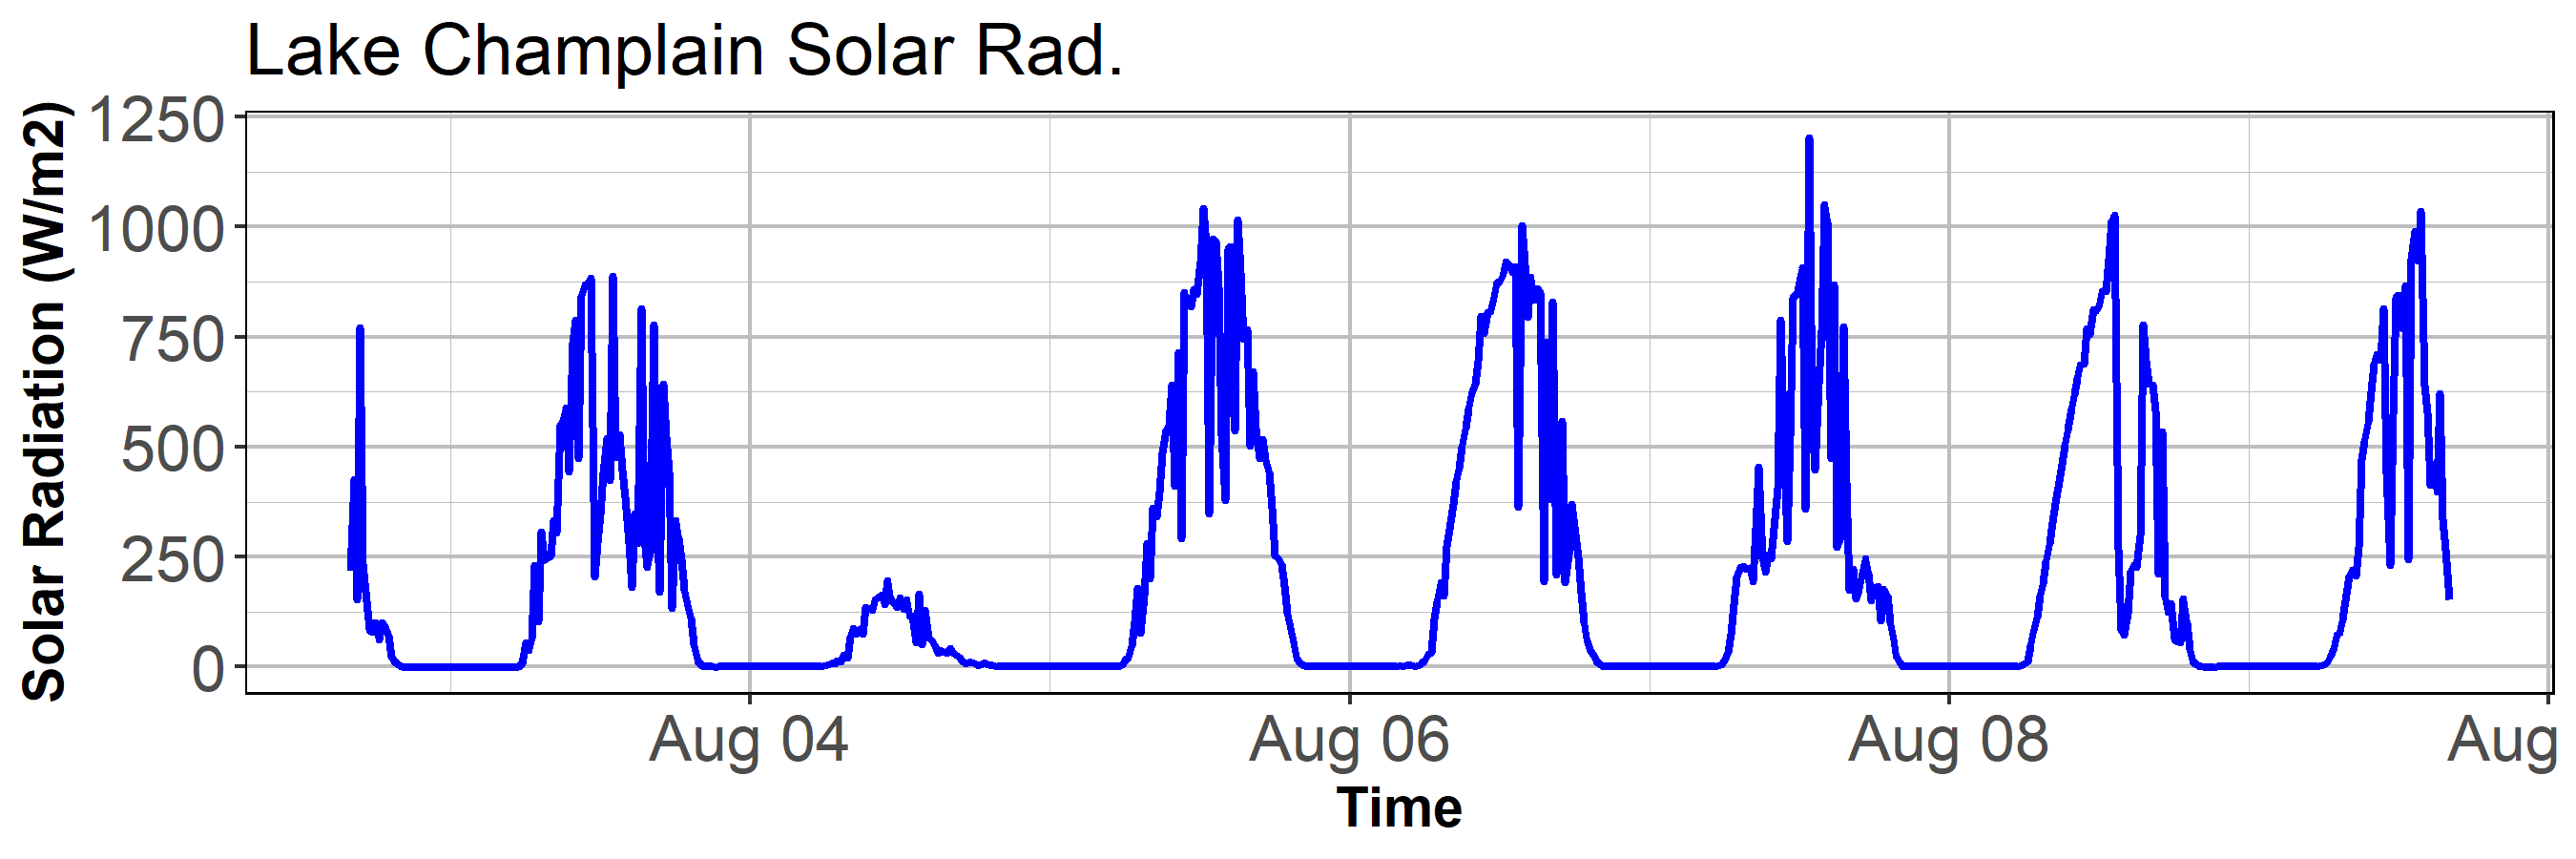 Lake Champlain Solar Rad.
Solar Radiation (W/m2)
1250
1000
750
500
250
0
Aug 04
Aug 06
Aug 08
Aug
Time